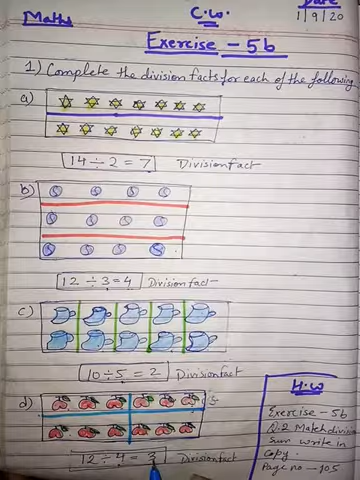 Maths
C.W.
Date
1/9/20
Exercise - 5b
1) Complete the division facts for each of the following
a)
14 ÷ 2 = 7 Division fact
b)
12 ÷ 3 = 4 Division fact
c)
10 ÷ 5 = 2 Division fact
d)
12 ÷ 4 = 3 Division fact
H.W
Exercise - 5b
Q.2 Match division
Sum write in
copy.
Page no - 105